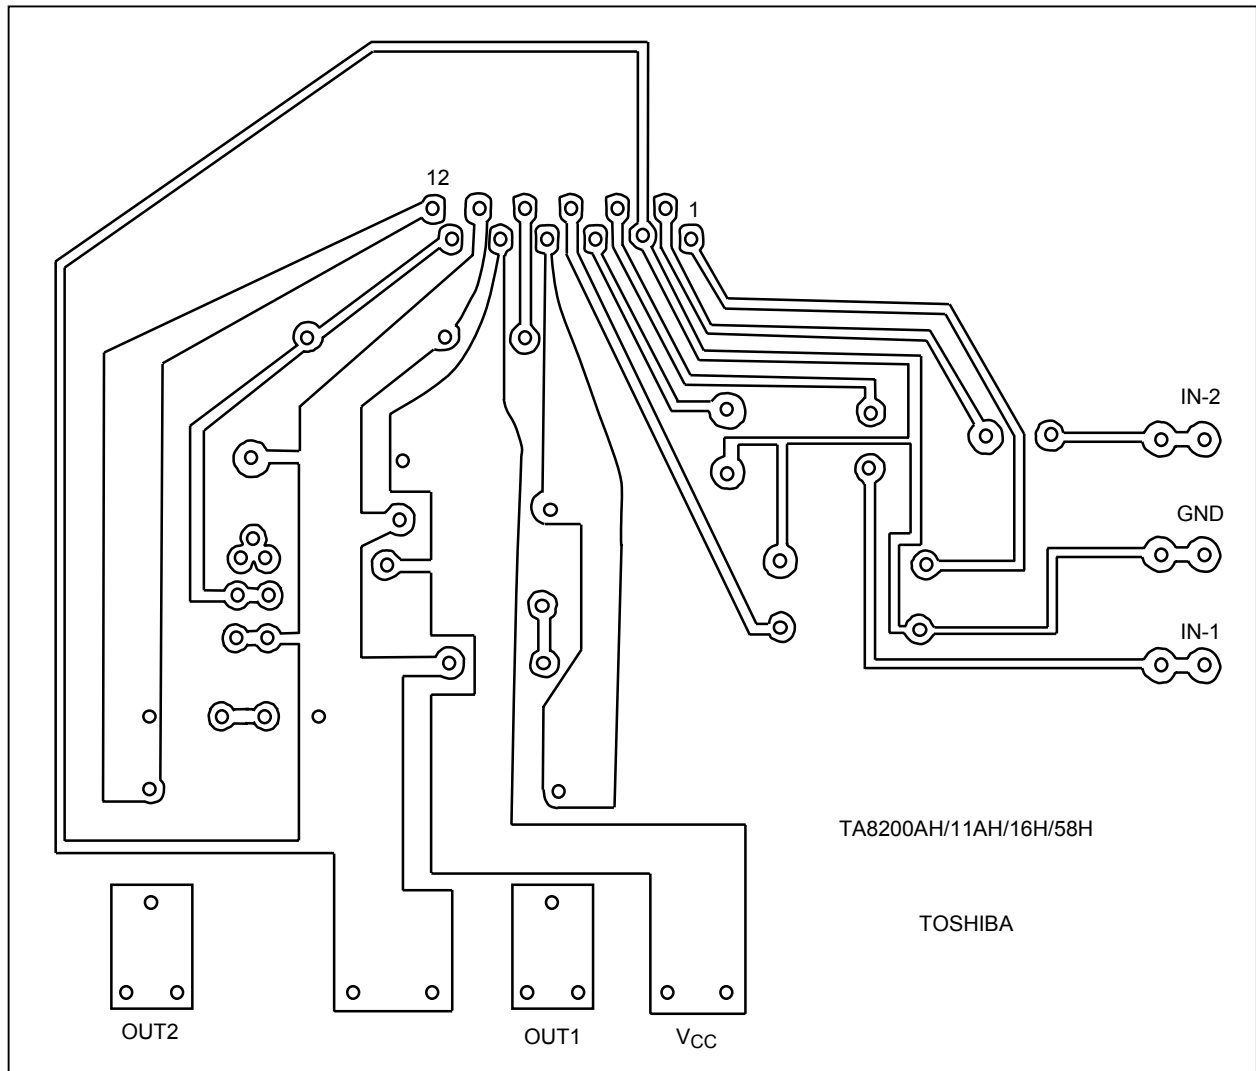 12
1
IN-2
GND
IN-1
TA8200AH/11AH/16H/58H
TOSHIBA
OUT2
OUT1
VCC